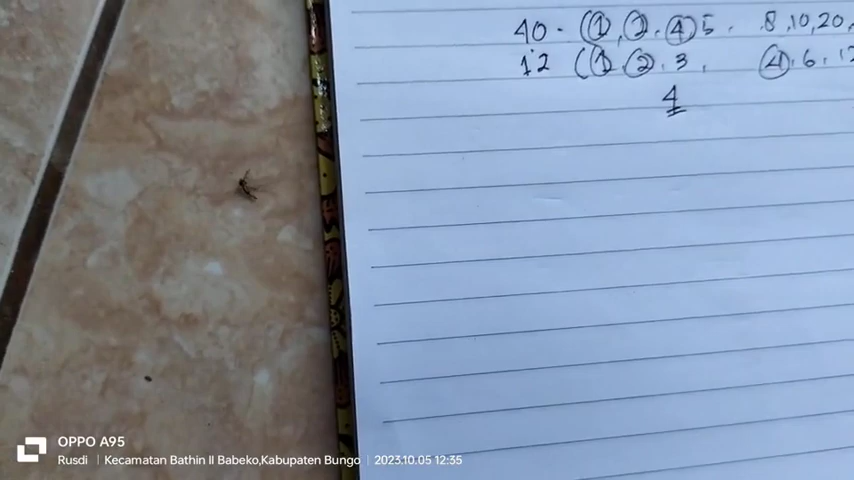 40 - (1, 2, 4, 5, 8, 10, 20,
12 (1, 2, 3, 4, 6, 12
4
OPPO A95
Rusdi | Kecamatan Bathin II Babeko,Kabupaten Bungo | 2023.10.05 12:35